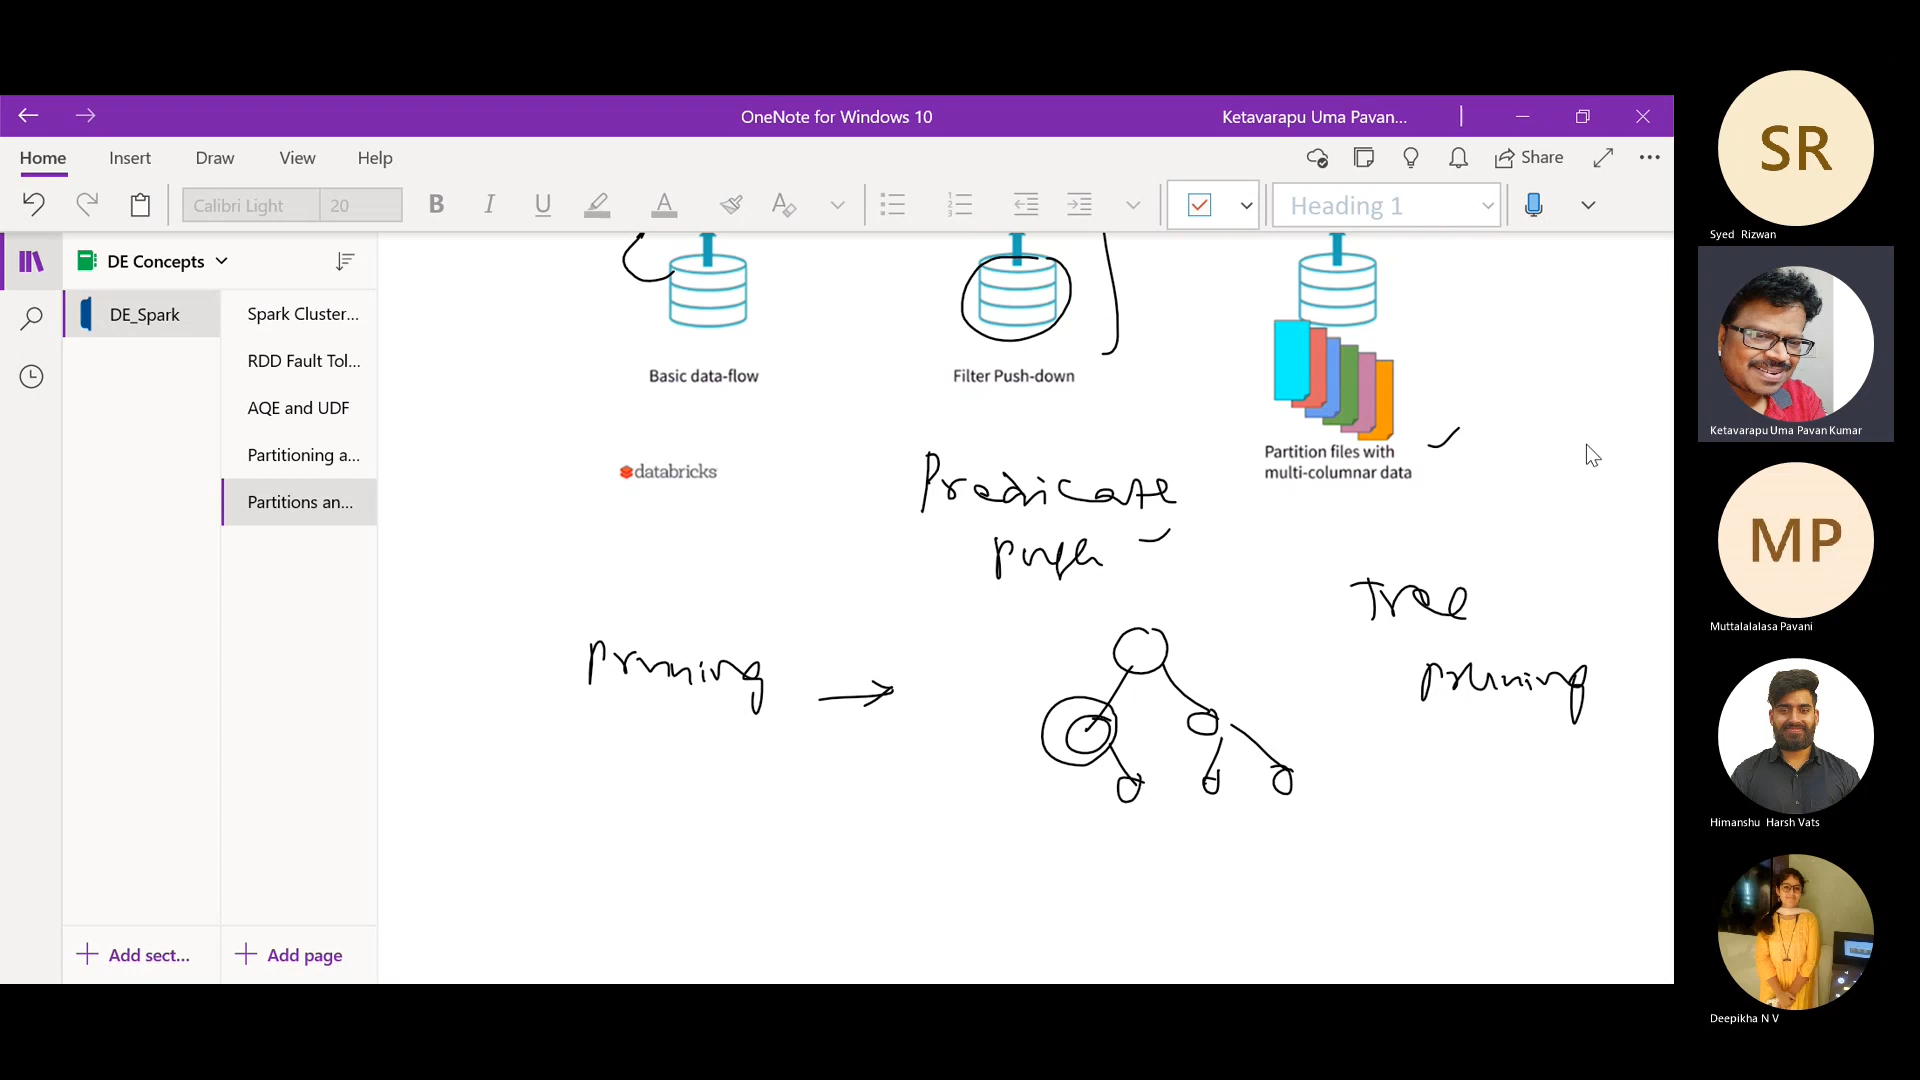 OneNote for Windows 10
Ketavarapu Uma Pavan...
Home
Insert
Draw
View
Help
Share
Calibri Light
20
B
I
U
A
A
Heading 1
DE Concepts
DE_Spark
Spark Cluster...
RDD Fault Tol...
AQE and UDF
Partitioning a...
Partitions an...
Add sect...
Add page
Basic data-flow
Filter Push-down
Partition files with
multi-columnar data
databricks
Predicate
push
Tree
Pruning
pruning
SR
Syed Rizwan
Ketavarapu Uma Pavan Kumar
MP
Muttalalalasa Pavani
Himanshu Harsh Vats
Deepikha N V